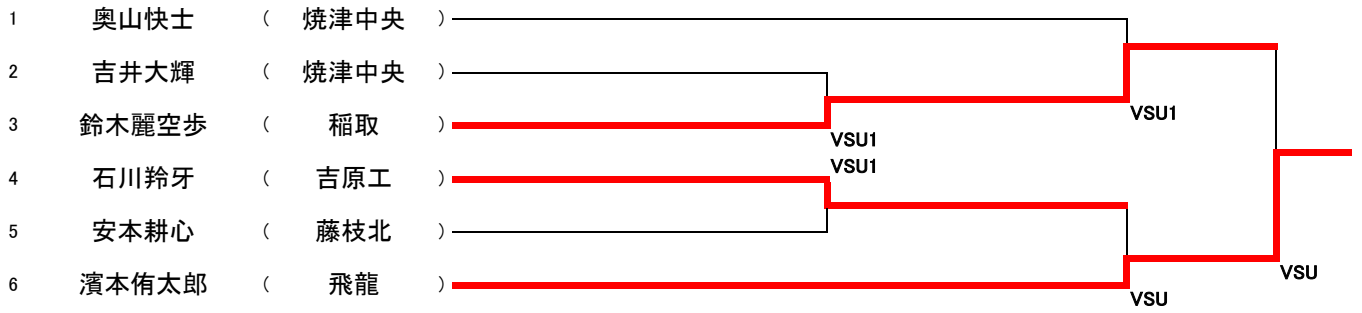 1 奥山快士 ( 焼津中央 )
2 吉井大輝 ( 焼津中央 )
VSU1
3 鈴木麗空歩 ( 稲取 )
VSU1
VSU1
4 石川羚牙 ( 吉原工 )
5 安本耕心 ( 藤枝北 )
VSU
6 濱本侑太郎 ( 飛龍 )
VSU